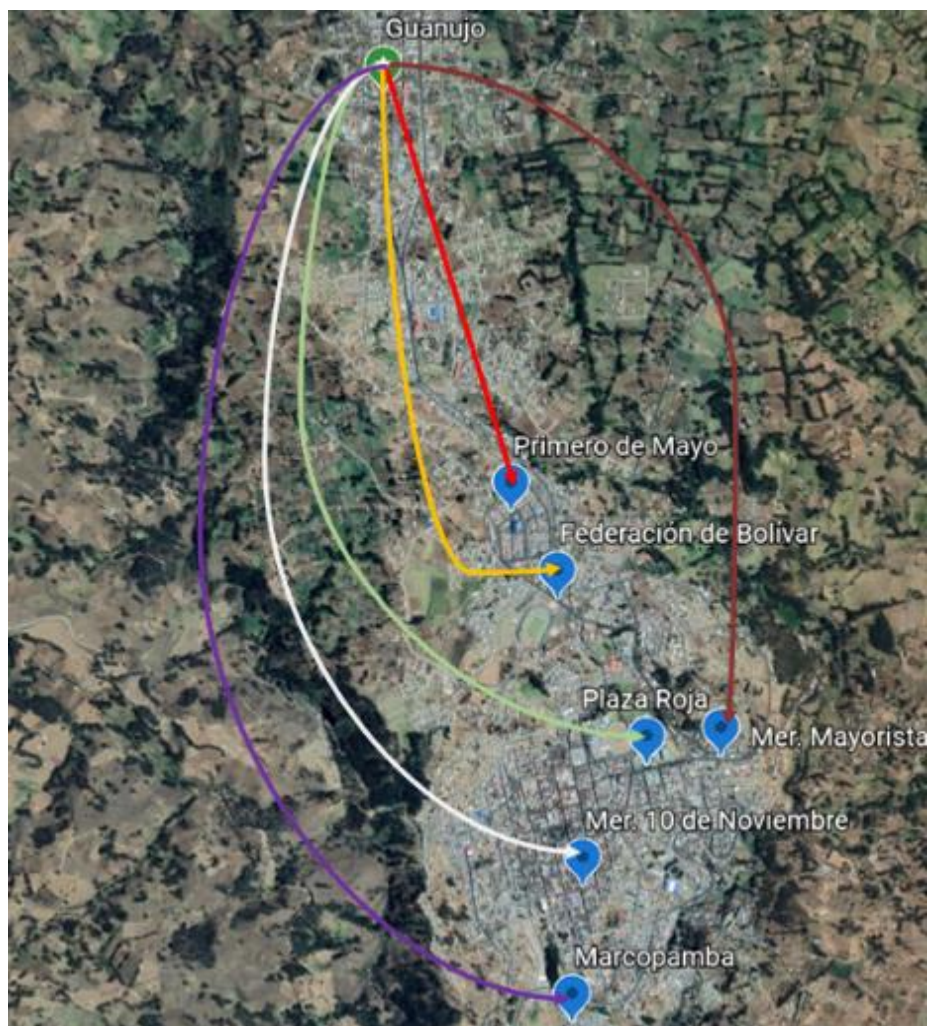 Guanujo
Primero de Mayo
Federación de Bolivar
Plaza Roja
Mer. Mayorista
Mer. 10 de Noviembre
Marcopamba